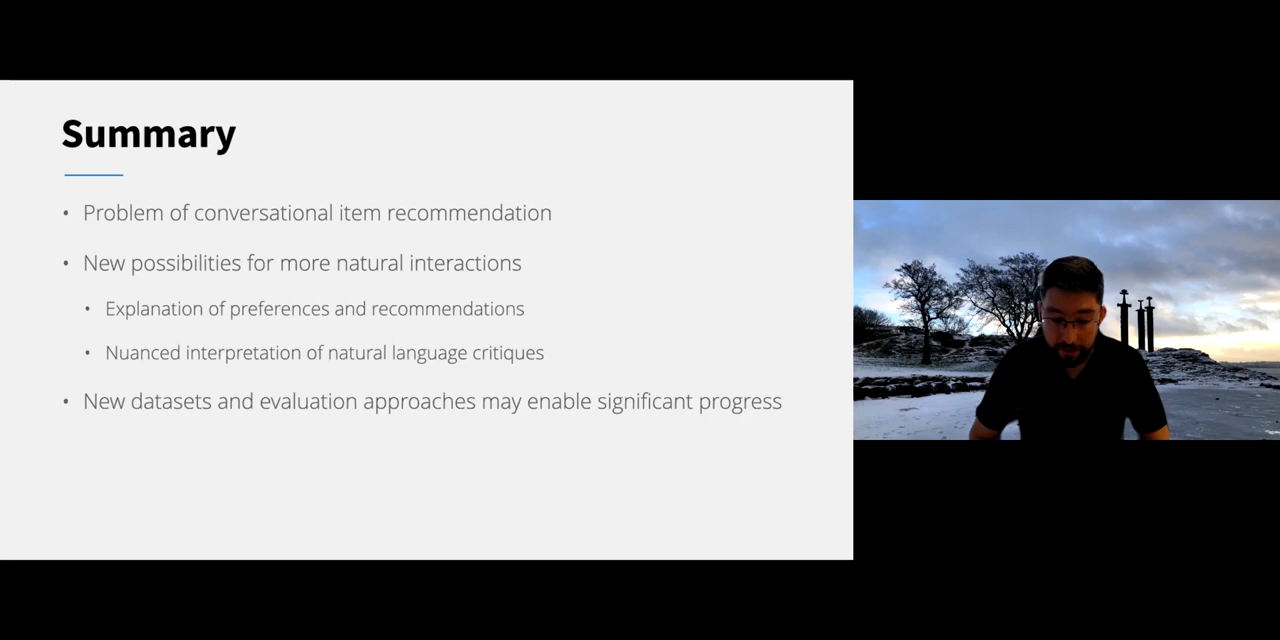 Summary
• Problem of conversational item recommendation
• New possibilities for more natural interactions
• Explanation of preferences and recommendations
• Nuanced interpretation of natural language critiques
• New datasets and evaluation approaches may enable significant progress